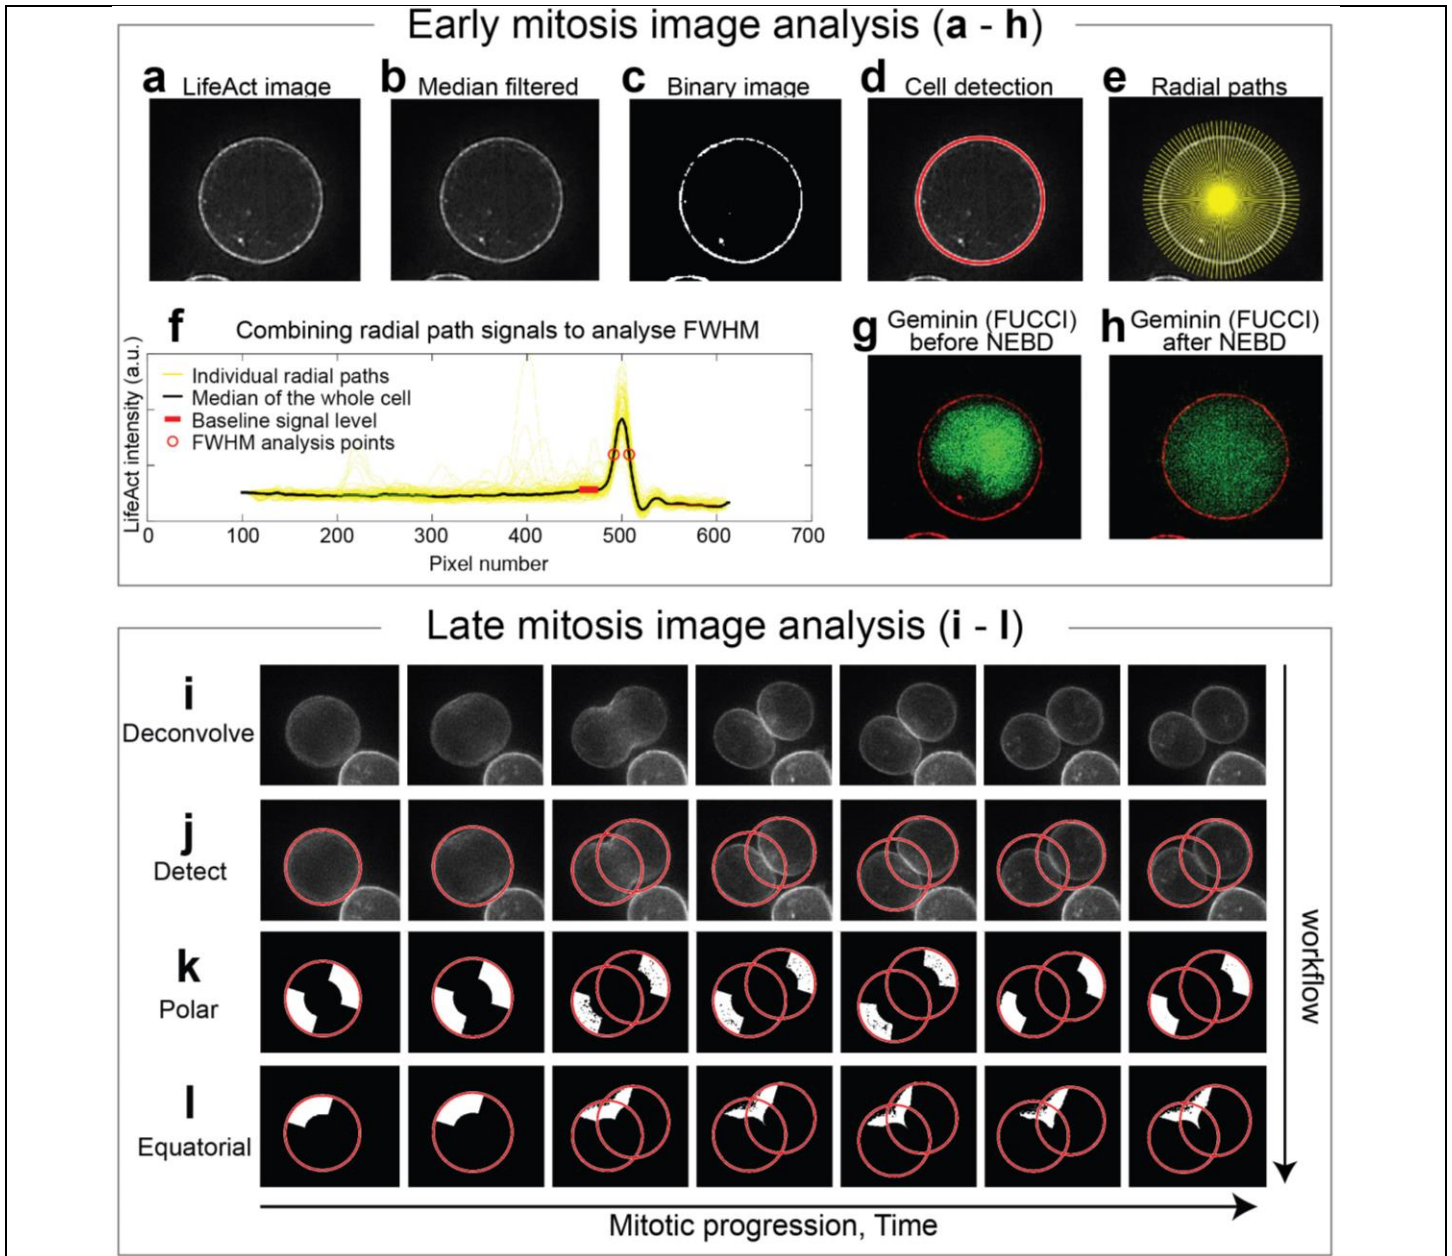 Early mitosis image analysis (a - h)
a LifeAct image
b Median filtered
c Binary image
d Cell detection
e Radial paths
f Combining radial path signals to analyse FWHM
LifeAct intensity (a.u.)
Individual radial paths
Median of the whole cell
Baseline signal level
FWHM analysis points
0 100 200 300 400 500 600 700
Pixel number
g Geminin (FUCCI)
before NEBD
h Geminin (FUCCI)
after NEBD
Late mitosis image analysis (i - l)
i
Deconvolve
j
Detect
k
Polar
l
Equatorial
workflow
Mitotic progression, Time